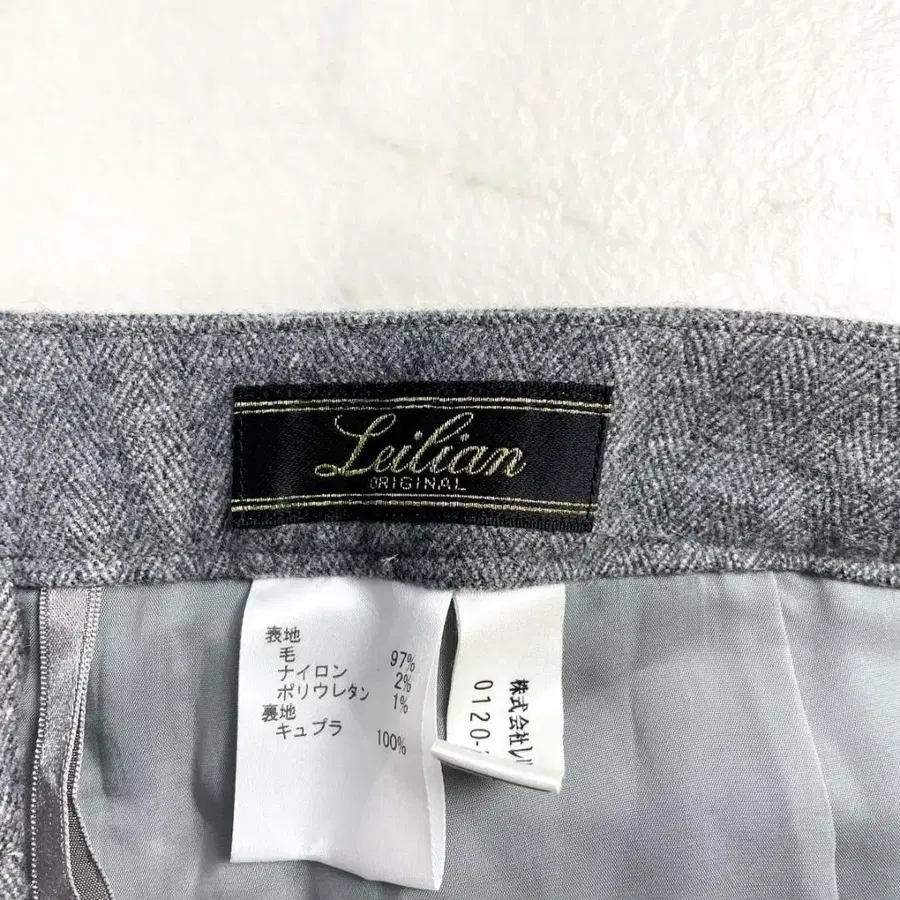 Leilian
ORIGINAL
表地
毛 97%
ナイロン 2%
ポリウレタン 1%
裏地
キュプラ 100%
株式会社レ
0120-